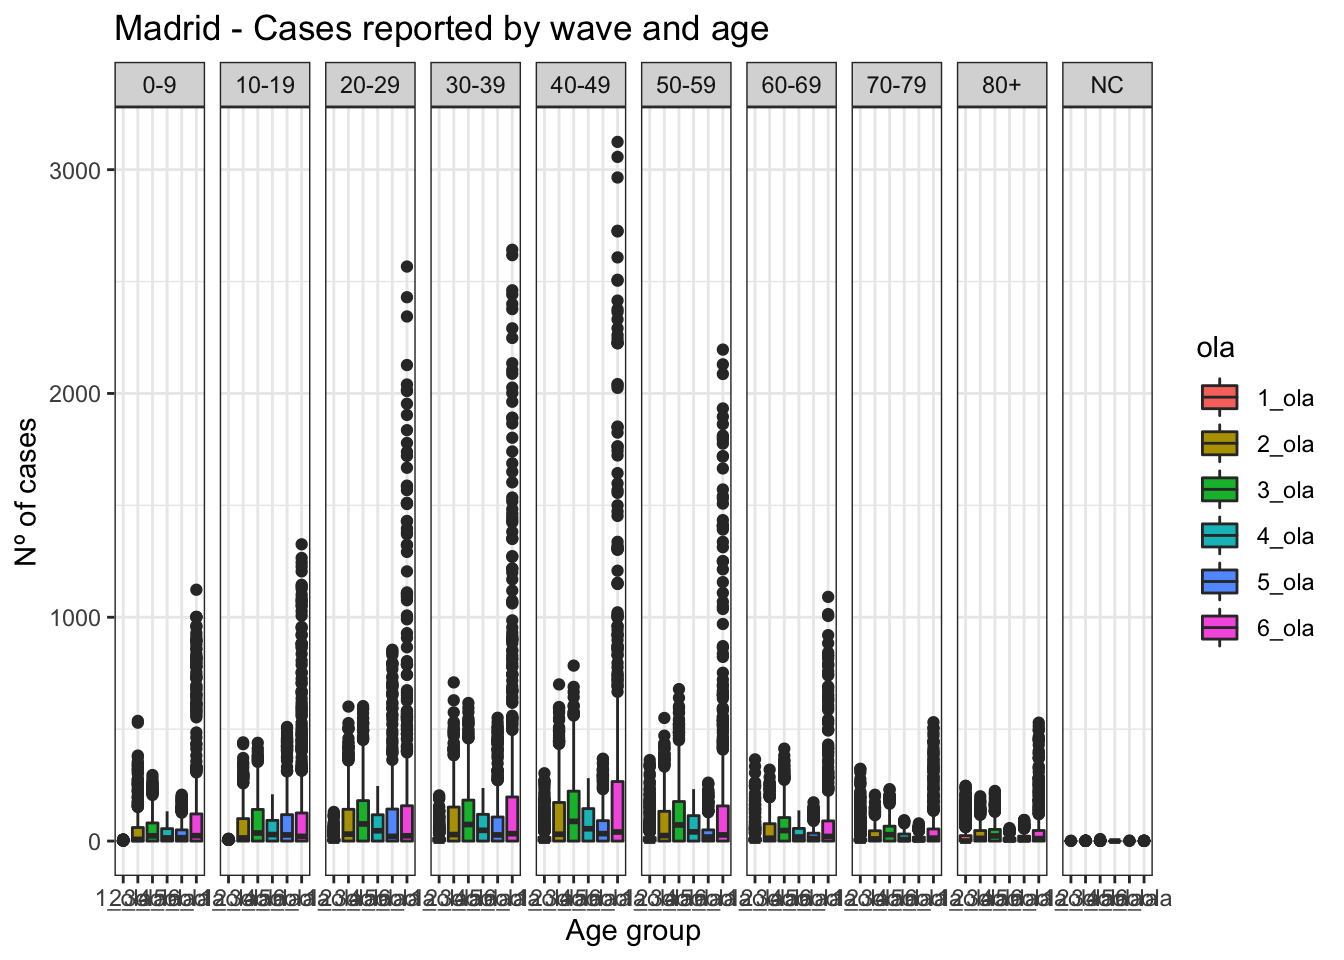 Madrid - Cases reported by wave and age
0-9 10-19 20-29 30-39 40-49 50-59 60-69 70-79 80+ NC
3000
2000
1000
0
Nº of cases
Age group
ola
1_ola
2_ola
3_ola
4_ola
5_ola
6_ola